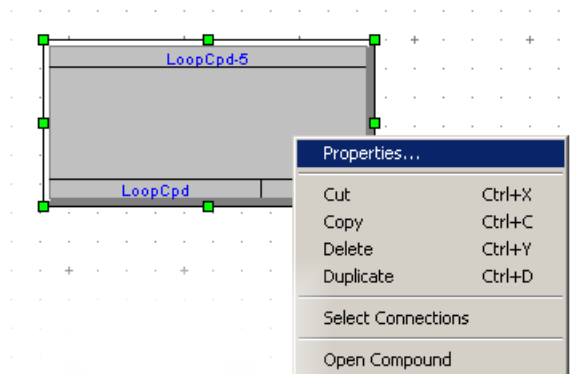 LoopCpd-5
LoopCpd
Properties...
Cut Ctrl+X
Copy Ctrl+C
Delete Ctrl+Y
Duplicate Ctrl+D
Select Connections
Open Compound